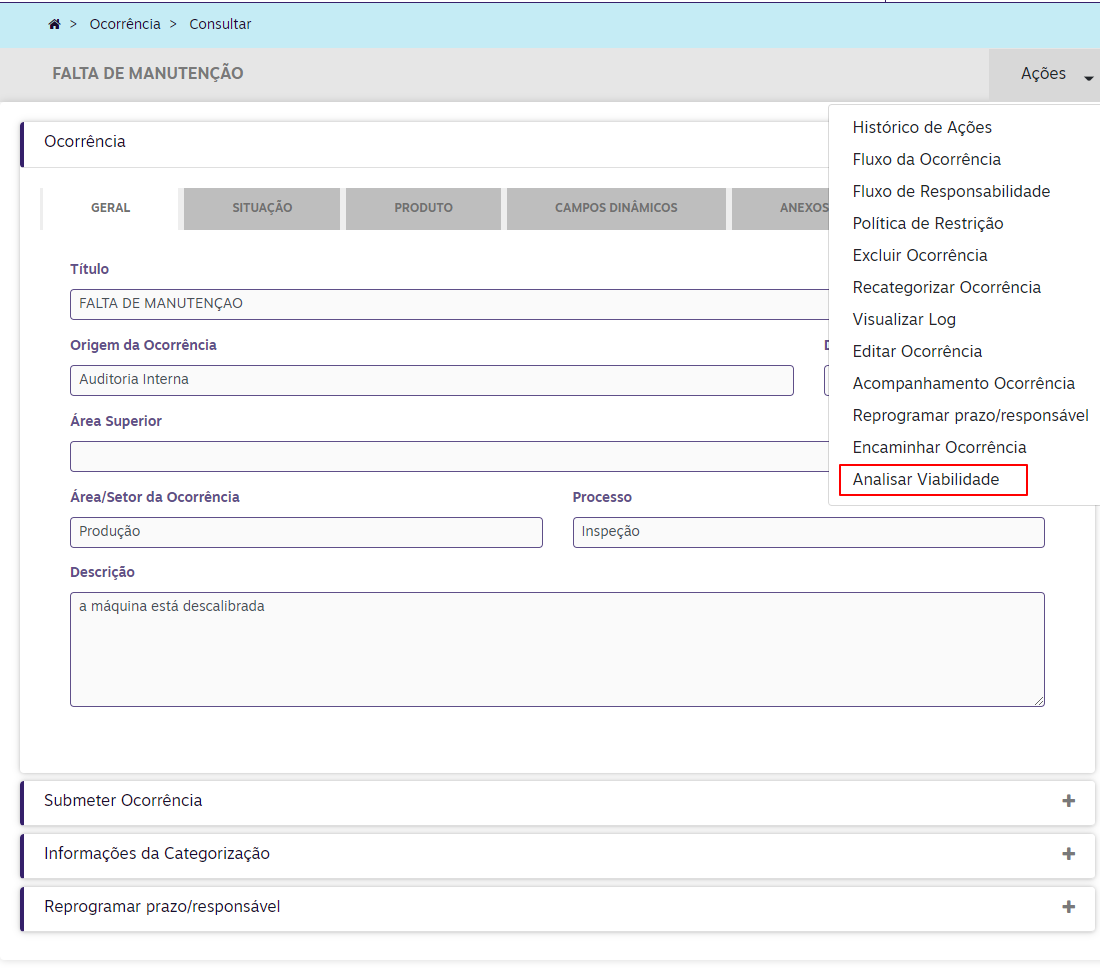 > Ocorrência > Consultar
FALTA DE MANUTENÇÃO
Ações
Histórico de Ações
Fluxo da Ocorrência
Fluxo de Responsabilidade
Política de Restrição
Excluir Ocorrência
Recategorizar Ocorrência
Visualizar Log
Editar Ocorrência
Acompanhamento Ocorrência
Reprogramar prazo/responsável
Encaminhar Ocorrência
Analisar Viabilidade
Ocorrência
GERAL SITUAÇÃO PRODUTO CAMPOS DINÂMICOS ANEXOS
Título
FALTA DE MANUTENÇAO
Origem da Ocorrência
Auditoria Interna
Área Superior
Área/Setor da Ocorrência Processo
Produção Inspeção
Descrição
a máquina está descalibrada
Submeter Ocorrência
Informações da Categorização
Reprogramar prazo/responsável